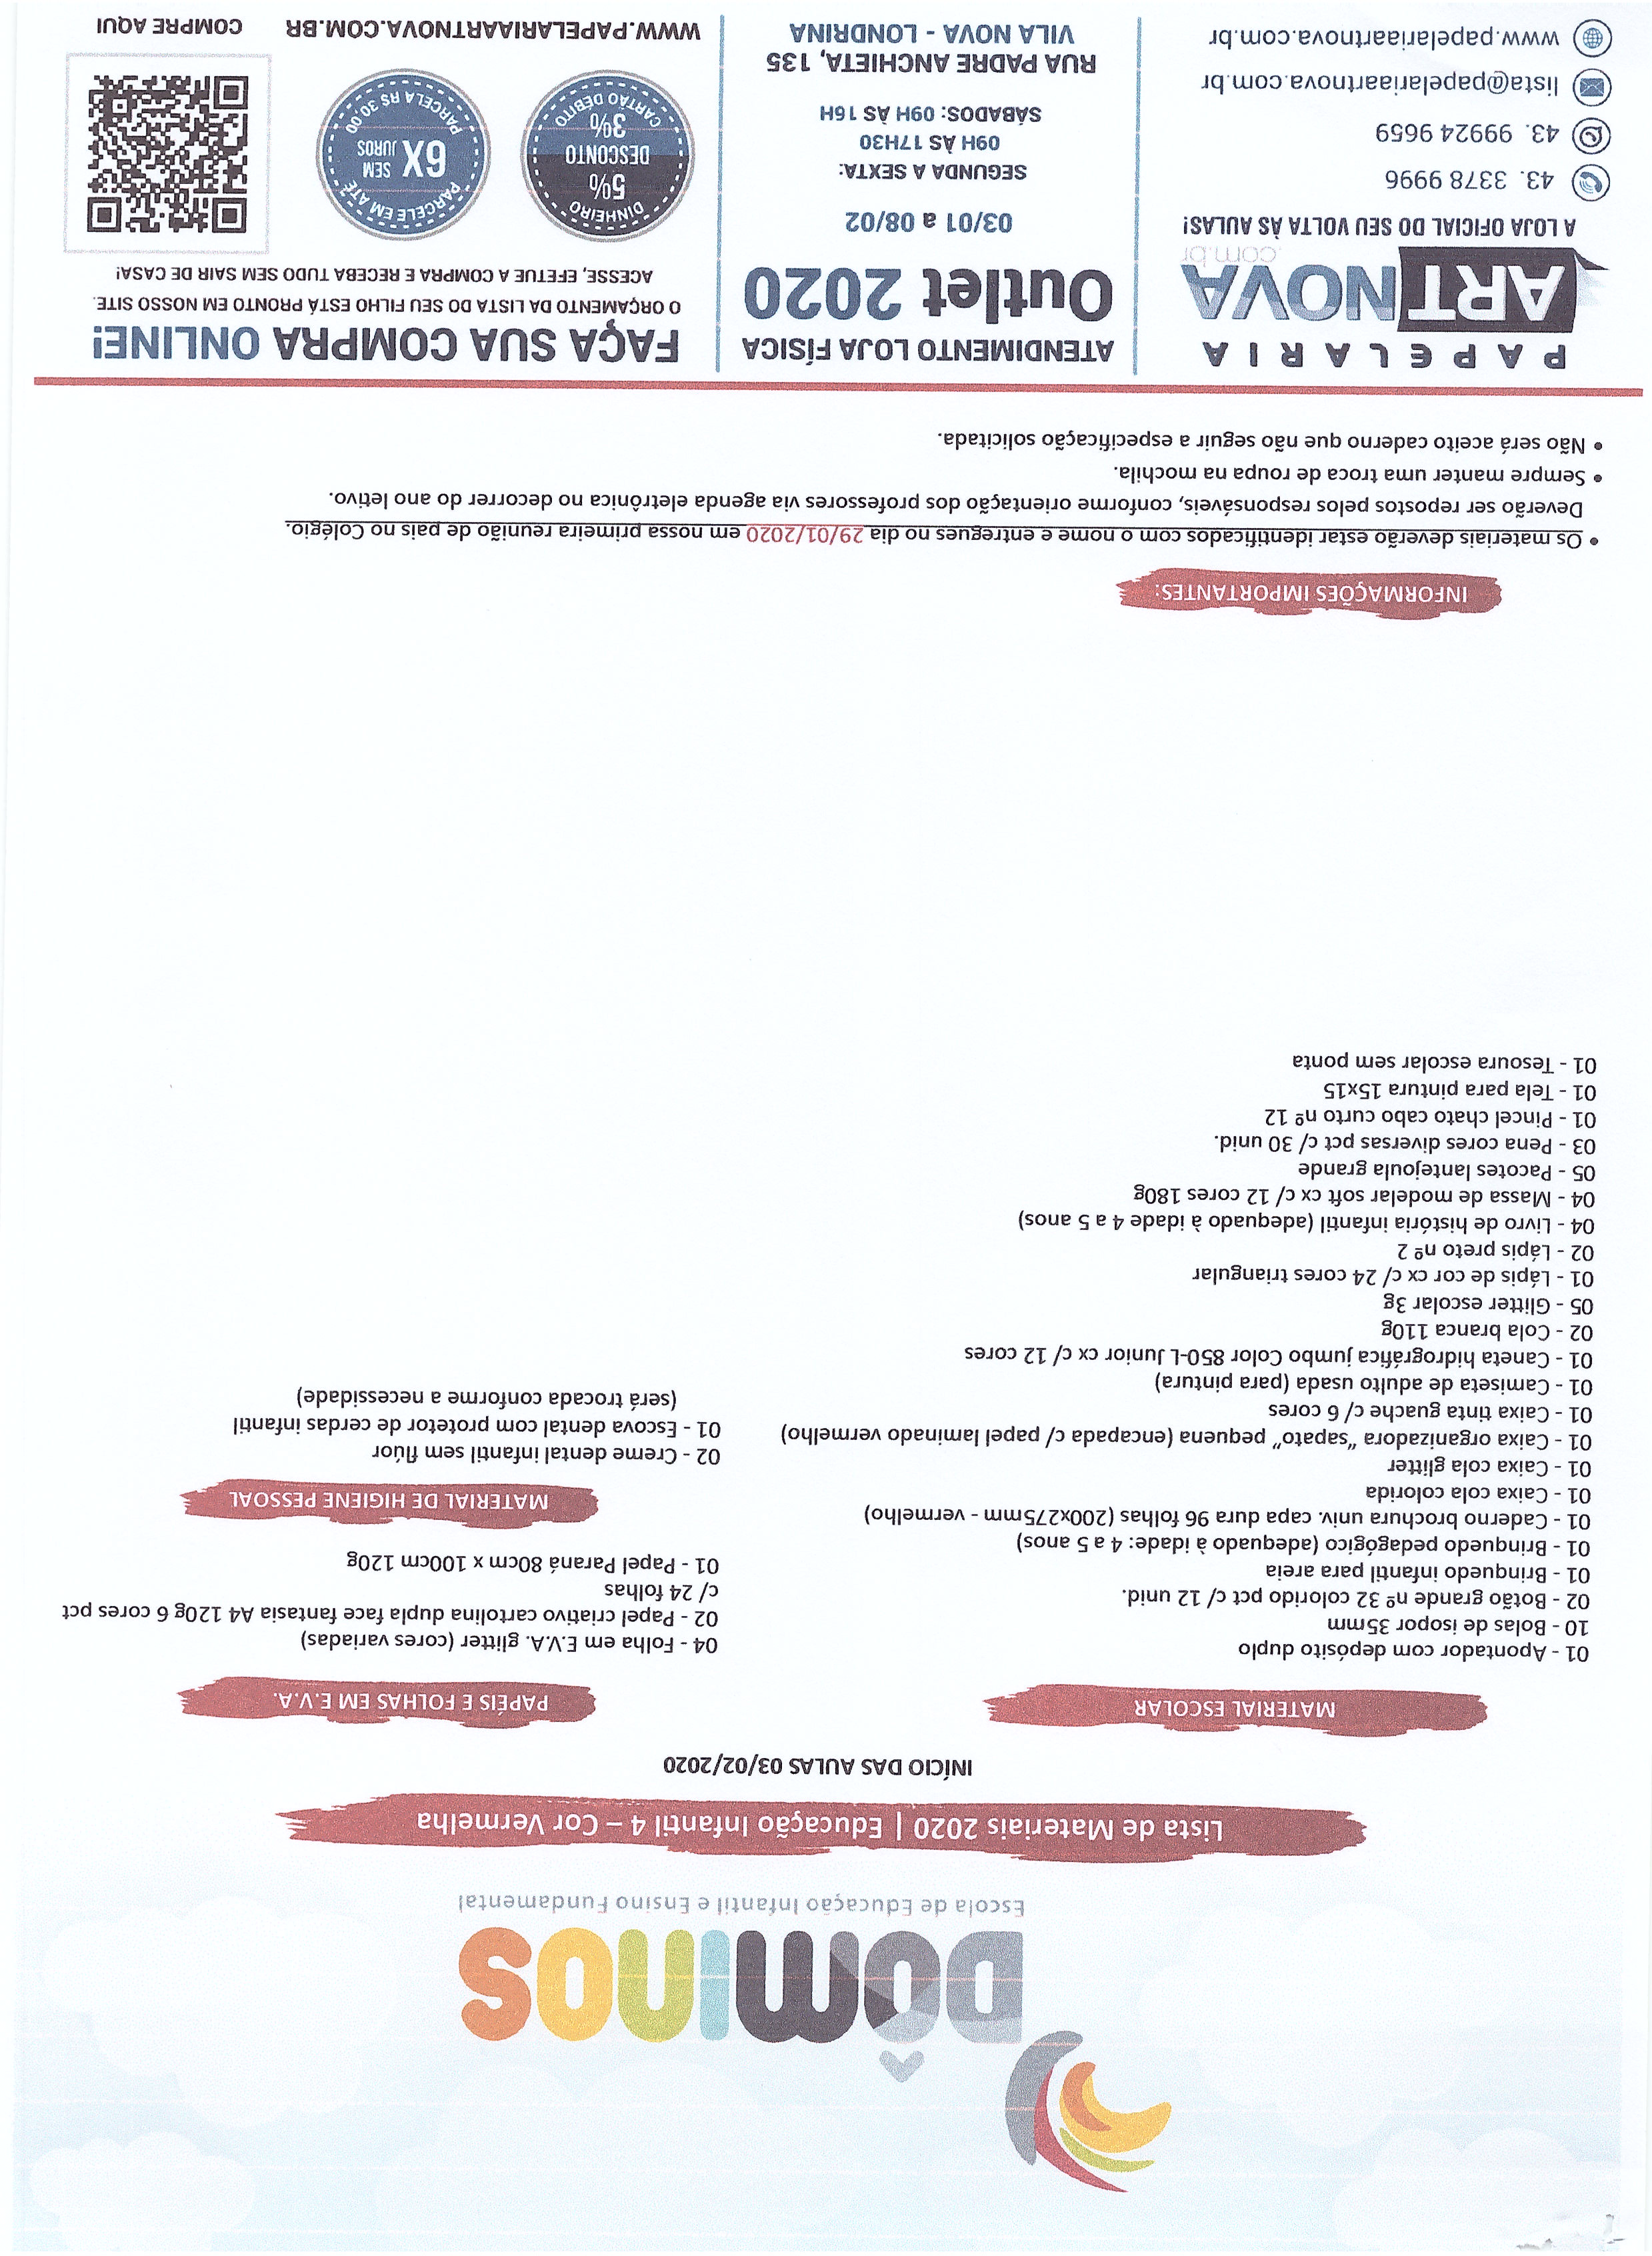 DÔMINOS
Escola de Educação Infantil e Ensino Fundamental
Lista de Materiais 2020 | Educação Infantil 4 – Cor Vermelha
INÍCIO DAS AULAS 03/02/2020
MATERIAL ESCOLAR
01 - Apontador com depósito duplo
10 - Bolas de isopor 35mm
02 - Botão grande nº 32 colorido pct c/ 12 unid.
01 - Brinquedo infantil para areia
01 - Brinquedo pedagógico (adequado à idade: 4 a 5 anos)
01 - Caderno brochura univ. capa dura 96 folhas (200x275mm - vermelho)
01 - Caixa cola colorida
01 - Caixa cola glitter
01 - Caixa organizadora “sapato” pequena (encapada c/ papel laminado vermelho)
01 - Caixa tinta guache c/ 6 cores
01 - Camiseta de adulto usada (para pintura)
01 - Caneta hidrográfica jumbo Color 850-L Junior cx c/ 12 cores
02 - Cola branca 110g
05 - Glitter escolar 3g
01 - Lápis de cor cx c/ 24 cores triangular
02 - Lápis preto nº 2
04 - Livro de história infantil (adequado à idade 4 a 5 anos)
04 - Massa de modelar soft cx c/ 12 cores 180g
05 - Pacotes lantejoula grande
03 - Pena cores diversas pct c/ 30 unid.
01 - Pincel chato cabo curto nº 12
01 - Tela para pintura 15x15
01 - Tesoura escolar sem ponta
PAPÉIS E FOLHAS EM E.V.A.
04 - Folha em E.V.A. glitter (cores variadas)
02 - Papel criativo cartolina dupla face fantasia A4 120g 6 cores pct
c/ 24 folhas
01 - Papel Paraná 80cm x 100cm 120g
MATERIAL DE HIGIENE PESSOAL
02 - Creme dental infantil sem flúor
01 - Escova dental com protetor de cerdas infantil
(será trocada conforme a necessidade)
INFORMAÇÕES IMPORTANTES:
• Os materiais deverão estar identificados com o nome e entregues no dia 29/01/2020 em nossa primeira reunião de pais no Colégio.
Deverão ser repostos pelos responsáveis, conforme orientação dos professores via agenda eletrônica no decorrer do ano letivo.
• Sempre manter uma troca de roupa na mochila.
• Não será aceito caderno que não seguir a especificação solicitada.
PAPELARIA
ARTNOVA
.com.br
A LOJA OFICIAL DO SEU VOLTA ÀS AULAS!
43. 3378 9996
43. 99924 9659
lista@papelariaartnova.com.br
www.papelariaartnova.com.br
ATENDIMENTO LOJA FÍSICA
Outlet 2020
03/01 a 08/02
SEGUNDA A SEXTA:
09H ÀS 17H30
SÁBADOS: 09H ÀS 16H
RUA PADRE ANCHIETA, 135
VILA NOVA - LONDRINA
FAÇA SUA COMPRA ONLINE!
O ORÇAMENTO DA LISTA DO SEU FILHO ESTÁ PRONTO EM NOSSO SITE.
ACESSE, EFETUE A COMPRA E RECEBA TUDO SEM SAIR DE CASA!
DINHEIRO
5%
DESCONTO
3%
CARTÃO DÉBITO
PARCELE EM ATÉ
6X SEM
JUROS
PARCELA R$ 30,00
WWW.PAPELARIAARTNOVA.COM.BR
COMPRE AQUI